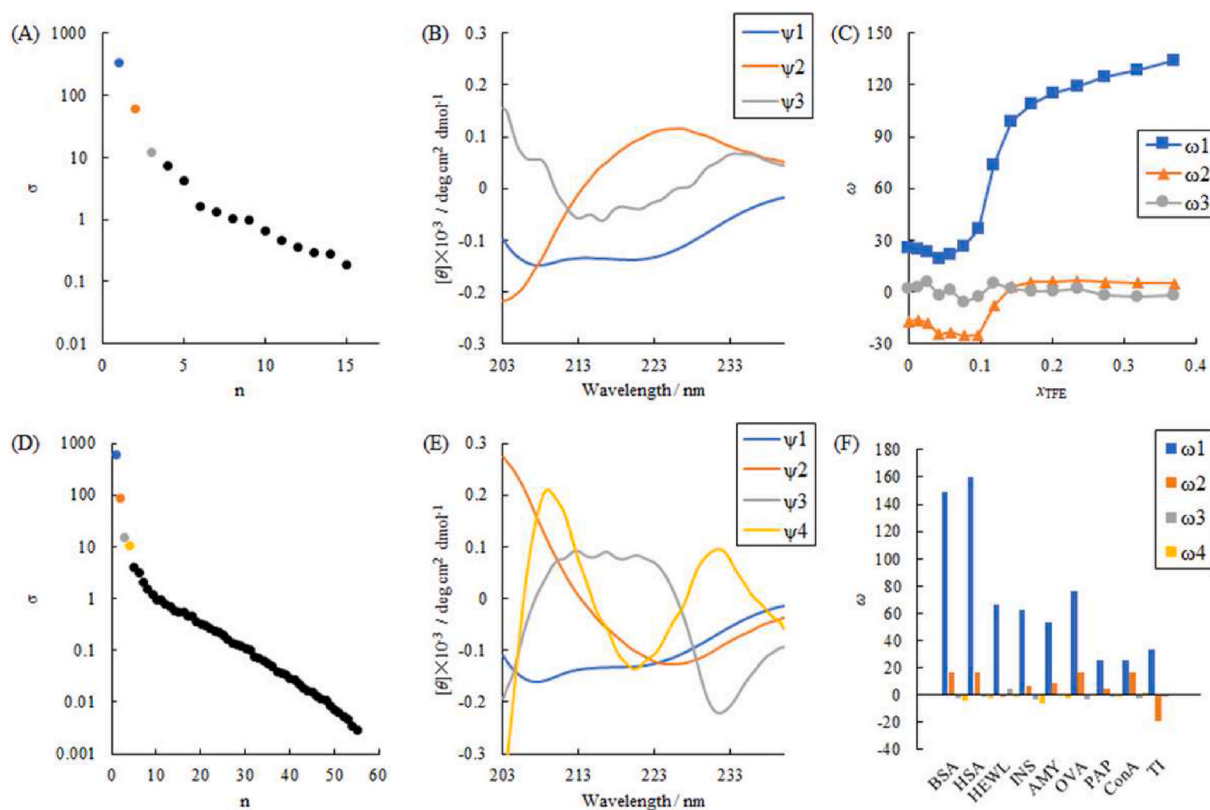 (A)
1000
100
10
1
0.1
0.01
σ
0
5
10
15
n
(B)
0.3
0.2
0.1
0
-0.1
-0.2
-0.3
[θ]×10⁻³ / deg cm² dmol⁻¹
203
213
223
233
Wavelength / nm
ψ1
ψ2
ψ3
(C)
150
120
90
60
30
0
-30
ω
0
0.1
0.2
0.3
0.4
xTFE
ω1
ω2
ω3
(D)
1000
100
10
1
0.1
0.01
0.001
σ
0
10
20
30
40
50
60
n
(E)
0.3
0.2
0.1
0
-0.1
-0.2
-0.3
[θ]×10⁻³ / deg cm² dmol⁻¹
203
213
223
233
Wavelength / nm
ψ1
ψ2
ψ3
ψ4
(F)
180
160
140
120
100
80
60
40
20
0
-20
-40
ω
BSA
HSA
HEWL
INS
AMY
OVA
PAP
ConA
TI
ω1
ω2
ω3
ω4